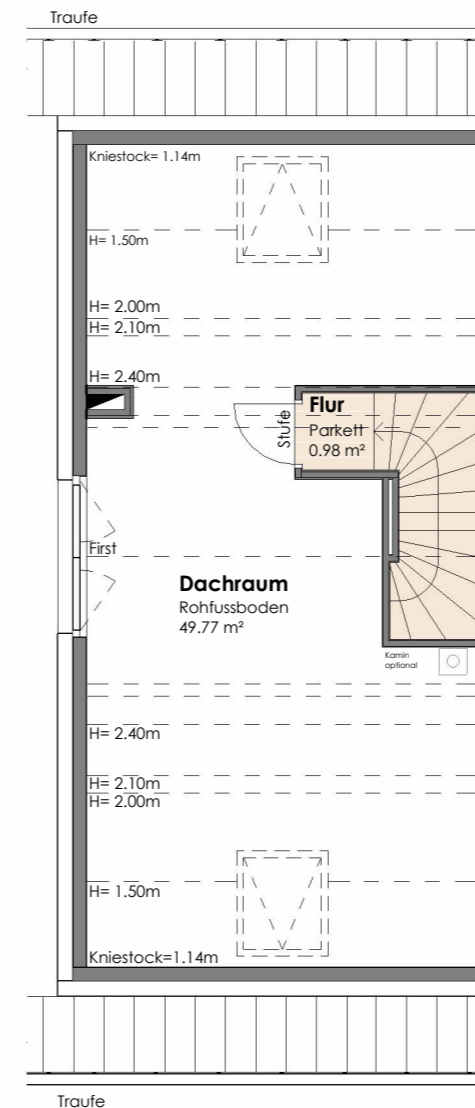 Traufe
Kniestock= 1.14m
H= 1.50m
H= 2.00m
H= 2.10m
H= 2.40m
Stufe
Flur
Parkett
0.98 m²
First
Dachraum
Rohfussboden
49.77 m²
Kamin
optional
H= 2.40m
H= 2.10m
H= 2.00m
H= 1.50m
Kniestock=1.14m
Traufe